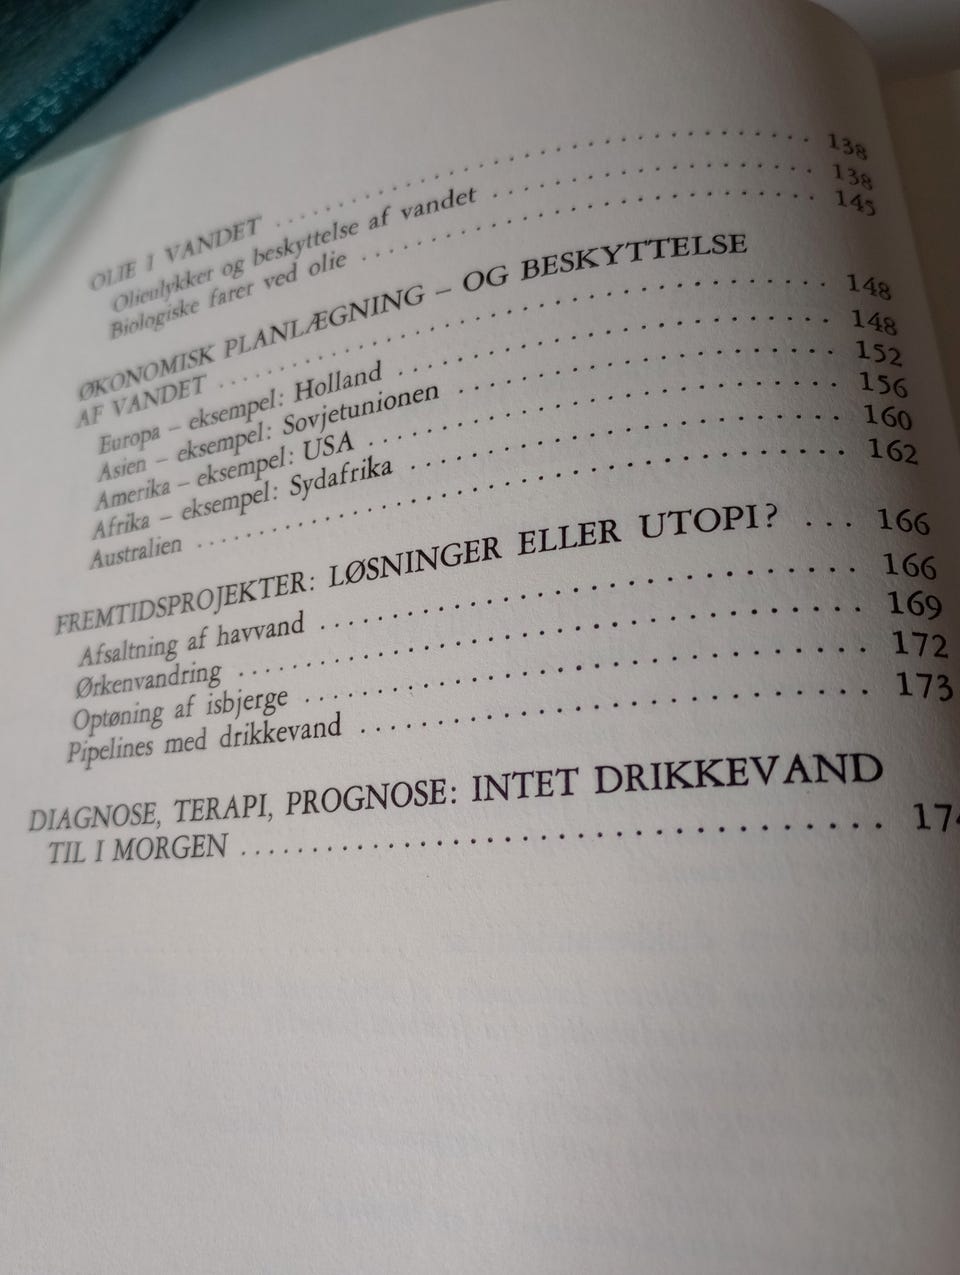 OLIE I VANDET . . . . . . . . . . . . . . . . . . . . . . . . . . . . . . 138
Olieulykker og beskyttelse af vandet . . . . . . . . . . . . . . . . . . 138
Biologiske farer ved olie . . . . . . . . . . . . . . . . . . . . . . . . 145
ØKONOMISK PLANLÆGNING – OG BESKYTTELSE
AF VANDET . . . . . . . . . . . . . . . . . . . . . . . . . . . . . . 148
Europa – eksempel: Holland . . . . . . . . . . . . . . . . . . . . . . 148
Asien – eksempel: Sovjetunionen . . . . . . . . . . . . . . . . . . . 152
Amerika – eksempel: USA . . . . . . . . . . . . . . . . . . . . . . . 156
Afrika – eksempel: Sydafrika . . . . . . . . . . . . . . . . . . . . . 160
Australien . . . . . . . . . . . . . . . . . . . . . . . . . . . . . . 162
FREMTIDSPROJEKTER: LØSNINGER ELLER UTOPI? . . . 166
Afsaltning af havvand . . . . . . . . . . . . . . . . . . . . . . . . . 166
Ørkenvandring . . . . . . . . . . . . . . . . . . . . . . . . . . . . . 169
Optøning af isbjerge . . . . . . . . . . . . . . . . . . . . . . . . . . 172
Pipelines med drikkevand . . . . . . . . . . . . . . . . . . . . . . . 173
DIAGNOSE, TERAPI, PROGNOSE: INTET DRIKKEVAND
TIL I MORGEN . . . . . . . . . . . . . . . . . . . . . . . . . . . . . 174